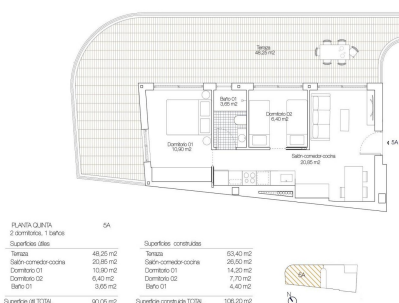 Terraza
48,25 m2
Baño 01
3,65 m2
Dormitorio 02
6,40 m2
Dormitorio 01
10,90 m2
Salón-comedor-cocina
20,85 m2
5A
PLANTA QUINTA 5A
2 dormitorios, 1 baños
Superficies útiles Superficies construidas
Terraza 48,25 m2 Terraza 53,40 m2
Salón-comedor-cocina 20,85 m2 Salón-comedor-cocina 26,50 m2
Dormitorio 01 10,90 m2 Dormitorio 01 14,20 m2
Dormitorio 02 6,40 m2 Dormitorio 02 7,70 m2
Baño 01 3,65 m2 Baño 01 4,40 m2
Superficie útil TOTAL 90,05 m2 Superficie construida TOTAL 106,20 m2
5A
N